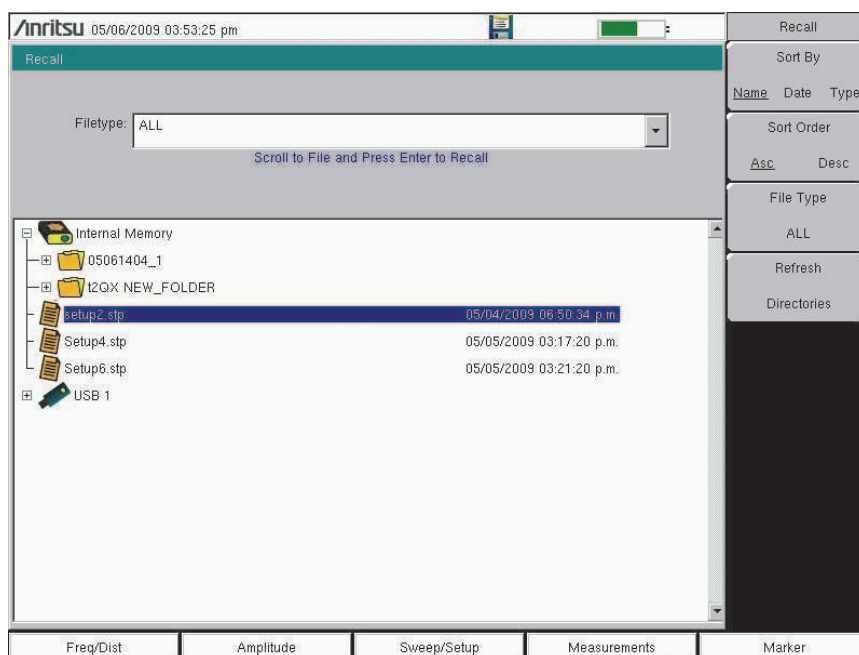 Anritsu 05/06/2009 03:53:25 pm
Recall
Filetype: ALL
Scroll to File and Press Enter to Recall
Internal Memory
05061404_1
t2QX NEW_FOLDER
setup2.stp 05/04/2009 06:50:34 p.m.
Setup4.stp 05/05/2009 03:17:20 p.m.
Setup6.stp 05/05/2009 03:21:20 p.m.
USB 1
Recall
Sort By
Name Date Type
Sort Order
Asc Desc
File Type
ALL
Refresh
Directories
Freq/Dist Amplitude Sweep/Setup Measurements Marker